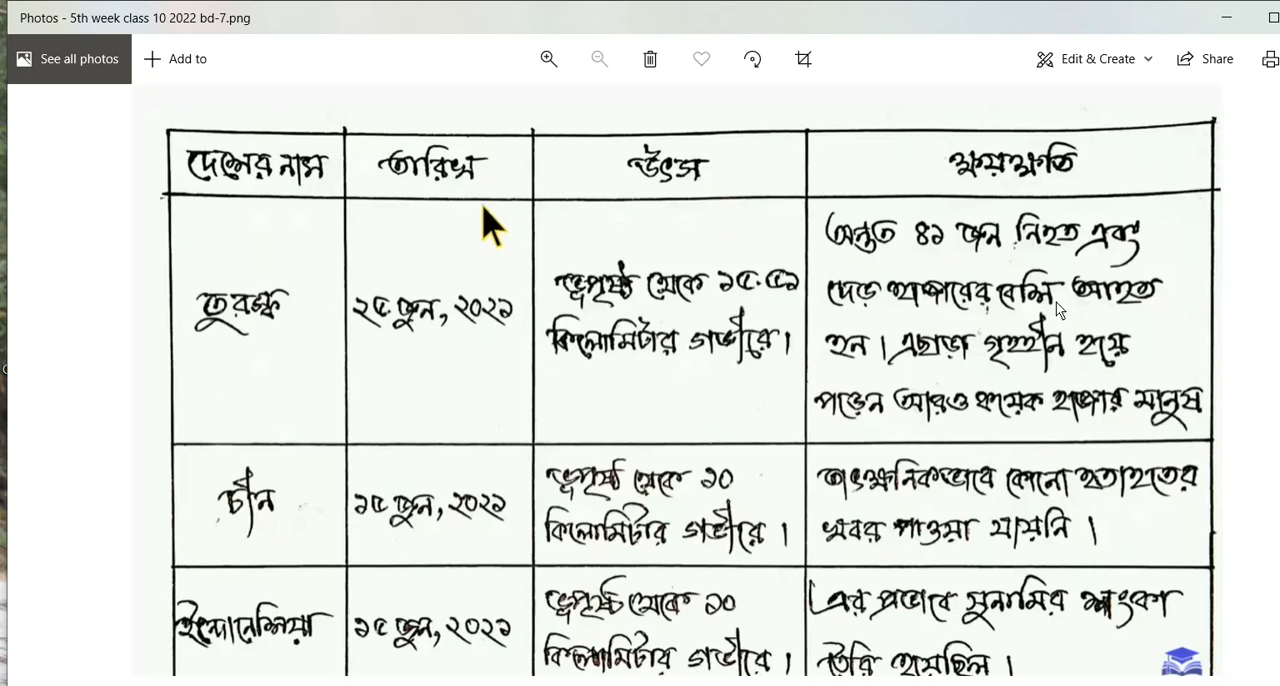 Photos - 5th week class 10 2022 bd-7.png
See all photos
Add to
Edit & Create
Share
দেশের নাম
তারিখ
উৎস
ক্ষয়ক্ষতি
তুরস্ক
২৫ জুন, ২০২১
ভূপৃষ্ঠ থেকে ১৫.৫১
কিলোমিটার গভীরে।
অন্তত ৪১ জন নিহত এবং
দেড় হাজারের বেশি আহত
হন। এছাড়া গৃহহীন হয়ে
পড়েন আরও কয়েক হাজার মানুষ
চীন
১৫ জুন, ২০২১
ভূপৃষ্ঠ থেকে ১০
কিলোমিটার গভীরে।
তাৎক্ষনিকভাবে কোনো হতাহতের
খবর পাওয়া যায়নি।
ইন্দোনেশিয়া
১৫ জুন, ২০২১
ভূপৃষ্ঠ থেকে ১০
কিলোমিটার গভীরে।
এর প্রভাবে সুনামির শাংকা
তৈরি হয়েছিল।